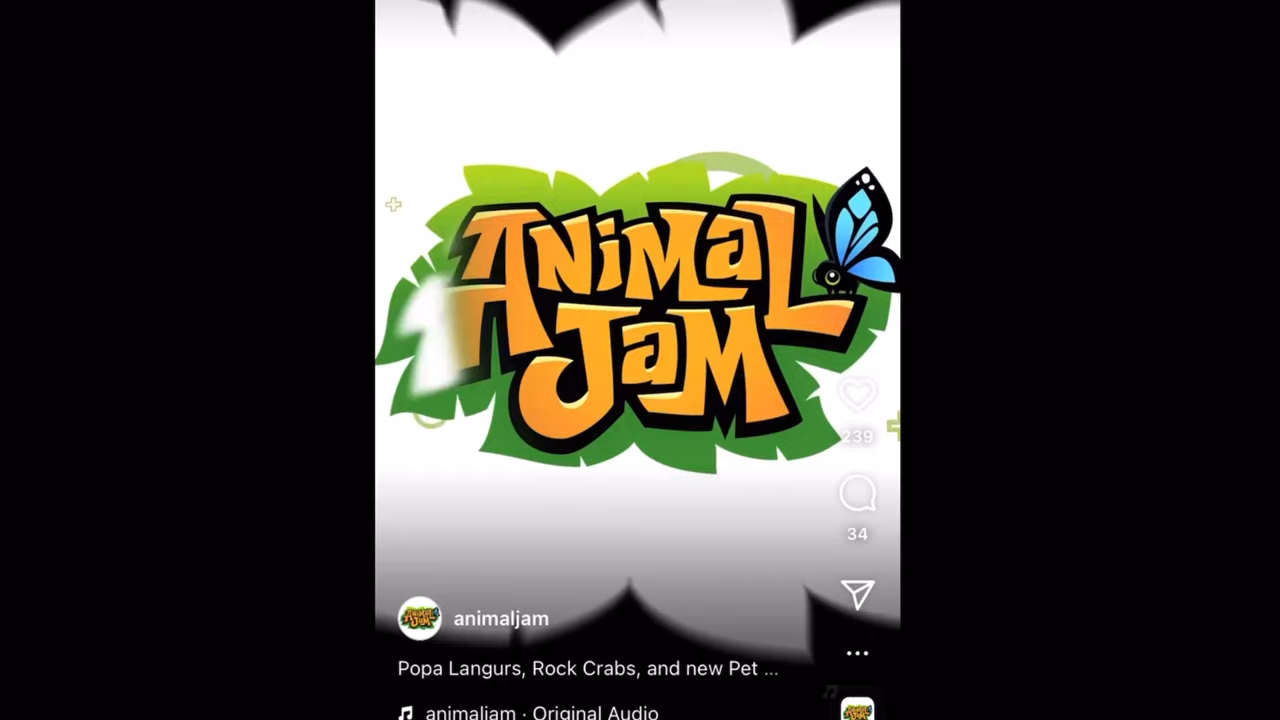 ANiMaL
JaM
239
34
animaljam
Popa Langurs, Rock Crabs, and new Pet ...
animaljam · Original Audio